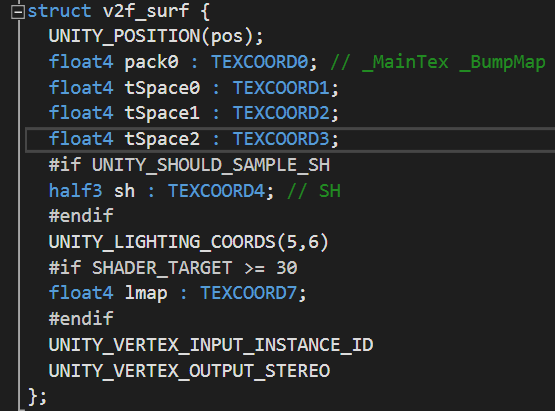 struct v2f_surf {
UNITY_POSITION(pos);
float4 pack0 : TEXCOORD0; // _MainTex _BumpMap
float4 tSpace0 : TEXCOORD1;
float4 tSpace1 : TEXCOORD2;
float4 tSpace2 : TEXCOORD3;
#if UNITY_SHOULD_SAMPLE_SH
half3 sh : TEXCOORD4; // SH
#endif
UNITY_LIGHTING_COORDS(5,6)
#if SHADER_TARGET >= 30
float4 lmap : TEXCOORD7;
#endif
UNITY_VERTEX_INPUT_INSTANCE_ID
UNITY_VERTEX_OUTPUT_STEREO
};